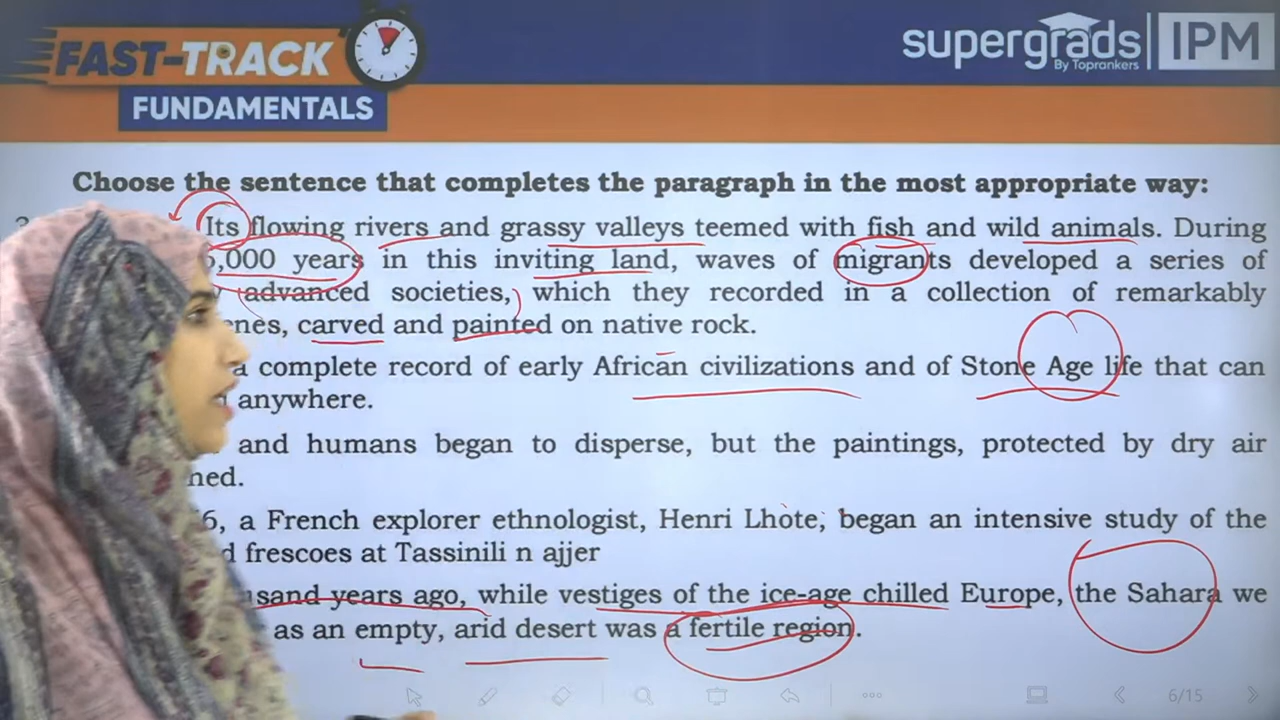 FAST-TRACK
FUNDAMENTALS
supergrads IPM
By Toprankers
Choose the sentence that completes the paragraph in the most appropriate way:
Its flowing rivers and grassy valleys teemed with fish and wild animals. During
,000 years in this inviting land, waves of migrants developed a series of
advanced societies, which they recorded in a collection of remarkably
carved and painted on native rock.
a complete record of early African civilizations and of Stone Age life that can
anywhere.
and humans began to disperse, but the paintings, protected by dry air
6, a French explorer ethnologist, Henri Lhòte, began an intensive study of the
frescoes at Tassinili n ajjer
years ago, while vestiges of the ice-age chilled Europe, the Sahara we
as an empty, arid desert was a fertile region.
6/15